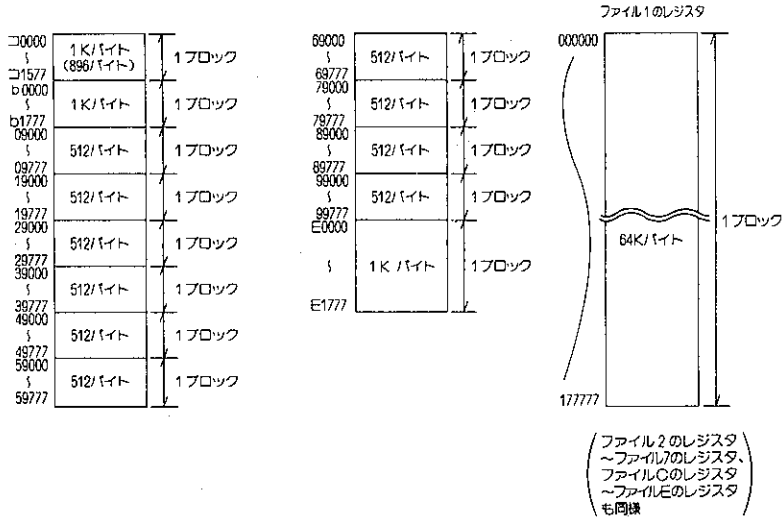 コ0000
〜
コ1577
1Kバイト
(896バイト)
1ブロック
b0000
〜
b1777
1Kバイト
1ブロック
09000
〜
09777
512バイト
1ブロック
19000
〜
19777
512バイト
1ブロック
29000
〜
29777
512バイト
1ブロック
39000
〜
39777
512バイト
1ブロック
49000
〜
49777
512バイト
1ブロック
59000
〜
59777
512バイト
1ブロック
69000
〜
69777
512バイト
1ブロック
79000
〜
79777
512バイト
1ブロック
89000
〜
89777
512バイト
1ブロック
99000
〜
99777
512バイト
1ブロック
E0000
〜
E1777
1Kバイト
1ブロック
ファイル1のレジスタ
000000
177777
64Kバイト
1ブロック
(ファイル2のレジスタ
〜ファイル7のレジスタ、
ファイルCのレジスタ
〜ファイルEのレジスタ
も同様)